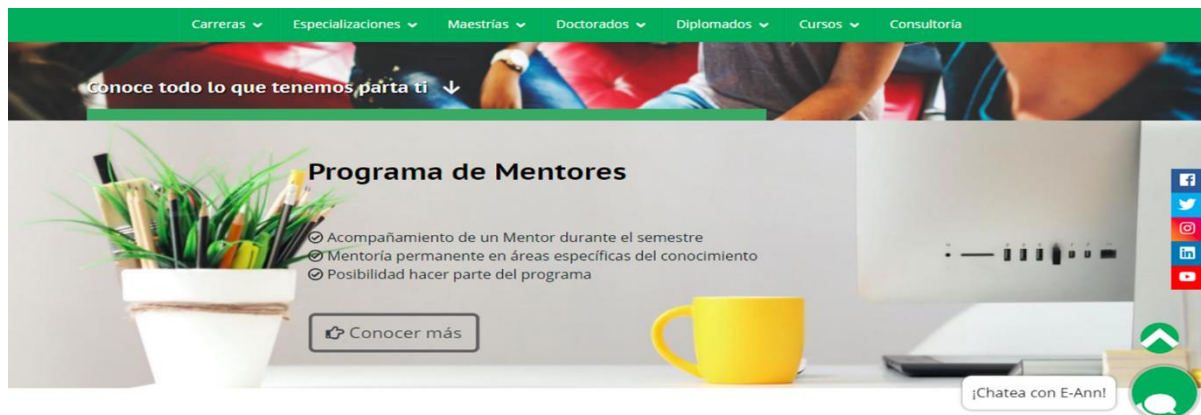 Carreras Especializaciones Maestrías Doctorados Diplomados Cursos Consultoría
Conoce todo lo que tenemos parta ti
Programa de Mentores
Acompañamiento de un Mentor durante el semestre
Mentoría permanente en áreas específicas del conocimiento
Posibilidad hacer parte del programa
Conocer más
¡Chatea con E-Ann!